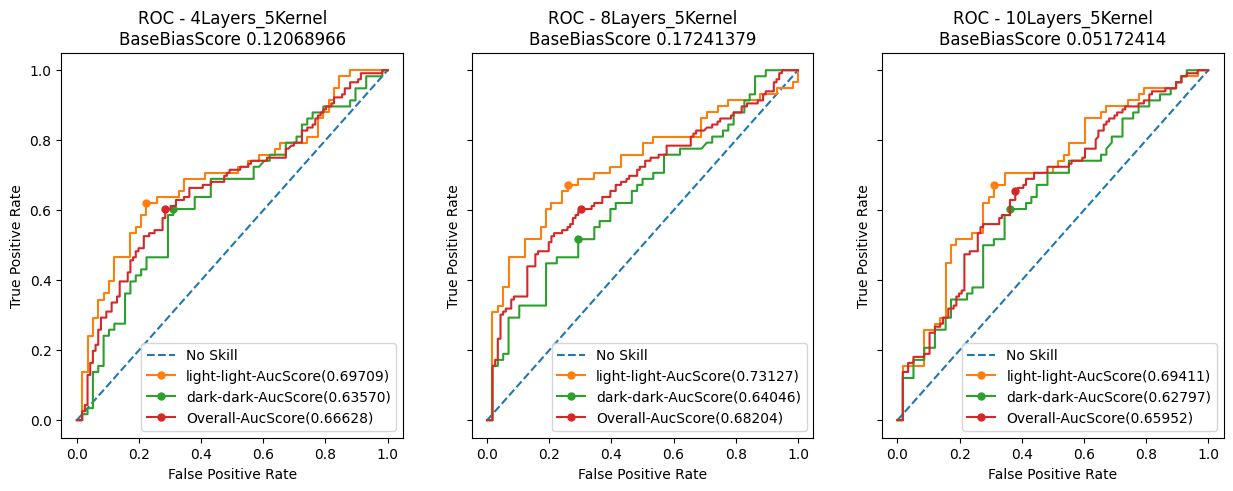 ROC - 4Layers_5Kernel
BaseBiasScore 0.12068966
1.0
0.8
0.6
0.4
0.2
0.0
True Positive Rate
No Skill
light-light-AucScore(0.69709)
dark-dark-AucScore(0.63570)
Overall-AucScore(0.66628)
0.0 0.2 0.4 0.6 0.8 1.0
False Positive Rate
ROC - 8Layers_5Kernel
BaseBiasScore 0.17241379
True Positive Rate
No Skill
light-light-AucScore(0.73127)
dark-dark-AucScore(0.64046)
Overall-AucScore(0.68204)
0.0 0.2 0.4 0.6 0.8 1.0
False Positive Rate
ROC - 10Layers_5Kernel
BaseBiasScore 0.05172414
True Positive Rate
No Skill
light-light-AucScore(0.69411)
dark-dark-AucScore(0.62797)
Overall-AucScore(0.65952)
0.0 0.2 0.4 0.6 0.8 1.0
False Positive Rate